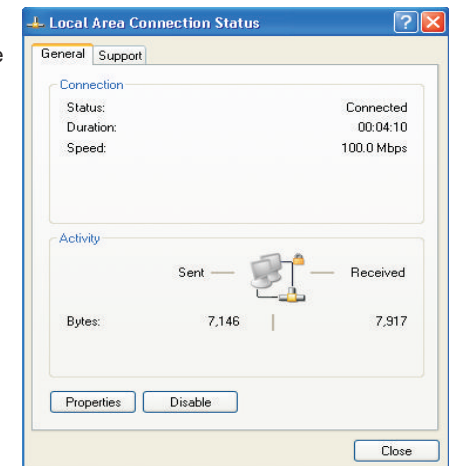 Local Area Connection Status
e
General Support
Connection
Status: Connected
Duration: 00:04:10
Speed: 100.0 Mbps
Activity
Sent — — Received
Bytes: 7,146 | 7,917
Properties Disable
Close